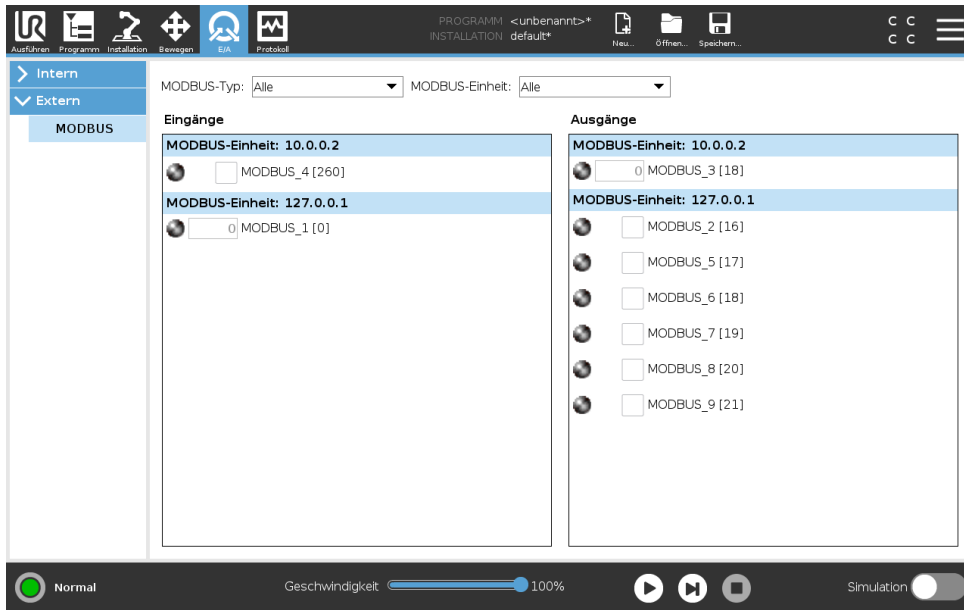 PROGRAMM <unbenannt>*
INSTALLATION default*
UR
Ausführen Programm Installation Bewegen E/A Protokoll
Neu... Öffnen... Speichern...
C C
C C
Intern
Extern
MODBUS
MODBUS-Typ: Alle MODBUS-Einheit: Alle
Eingänge
MODBUS-Einheit: 10.0.0.2
MODBUS_4 [260]
MODBUS-Einheit: 127.0.0.1
0 MODBUS_1 [0]
Ausgänge
MODBUS-Einheit: 10.0.0.2
0 MODBUS_3 [18]
MODBUS-Einheit: 127.0.0.1
MODBUS_2 [16]
MODBUS_5 [17]
MODBUS_6 [18]
MODBUS_7 [19]
MODBUS_8 [20]
MODBUS_9 [21]
Normal
Geschwindigkeit 100%
Simulation